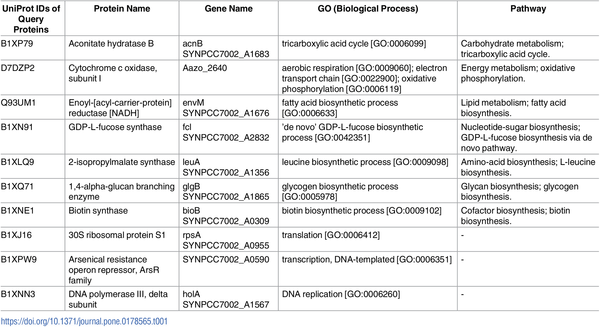 UniProt IDs of Query Proteins | Protein Name | Gene Name | GO (Biological Process) | Pathway
B1XP79 | Aconitate hydratase B | acnB SYNPCC7002_A1683 | tricarboxylic acid cycle [GO:0006099] | Carbohydrate metabolism; tricarboxylic acid cycle.
D7DZP2 | Cytochrome c oxidase, subunit I | Aazo_2640 | aerobic respiration [GO:0009060]; electron transport chain [GO:0022900]; oxidative phosphorylation [GO:0006119] | Energy metabolism; oxidative phosphorylation.
Q93UM1 | Enoyl-[acyl-carrier-protein] reductase [NADH] | envM SYNPCC7002_A1676 | fatty acid biosynthetic process [GO:0006633] | Lipid metabolism; fatty acid biosynthesis.
B1XN91 | GDP-L-fucose synthase | fcl SYNPCC7002_A2832 | 'de novo' GDP-L-fucose biosynthetic process [GO:0042351] | Nucleotide-sugar biosynthesis; GDP-L-fucose biosynthesis via de novo pathway.
B1XLQ9 | 2-isopropylmalate synthase | leuA SYNPCC7002_A1356 | leucine biosynthetic process [GO:0009098] | Amino-acid biosynthesis; L-leucine biosynthesis.
B1XQ71 | 1,4-alpha-glucan branching enzyme | glgB SYNPCC7002_A1865 | glycogen biosynthetic process [GO:0005978] | Glycan biosynthesis; glycogen biosynthesis.
B1XNE1 | Biotin synthase | bioB SYNPCC7002_A0309 | biotin biosynthetic process [GO:0009102] | Cofactor biosynthesis; biotin biosynthesis.
B1XJ16 | 30S ribosomal protein S1 | rpsA SYNPCC7002_A0955 | translation [GO:0006412] | -
B1XPW9 | Arsenical resistance operon repressor, ArsR family | SYNPCC7002_A0590 | transcription, DNA-templated [GO:0006351] | -
B1XNN3 | DNA polymerase III, delta subunit | holA SYNPCC7002_A1567 | DNA replication [GO:0006260] | -
https://doi.org/10.1371/journal.pone.0178565.t001